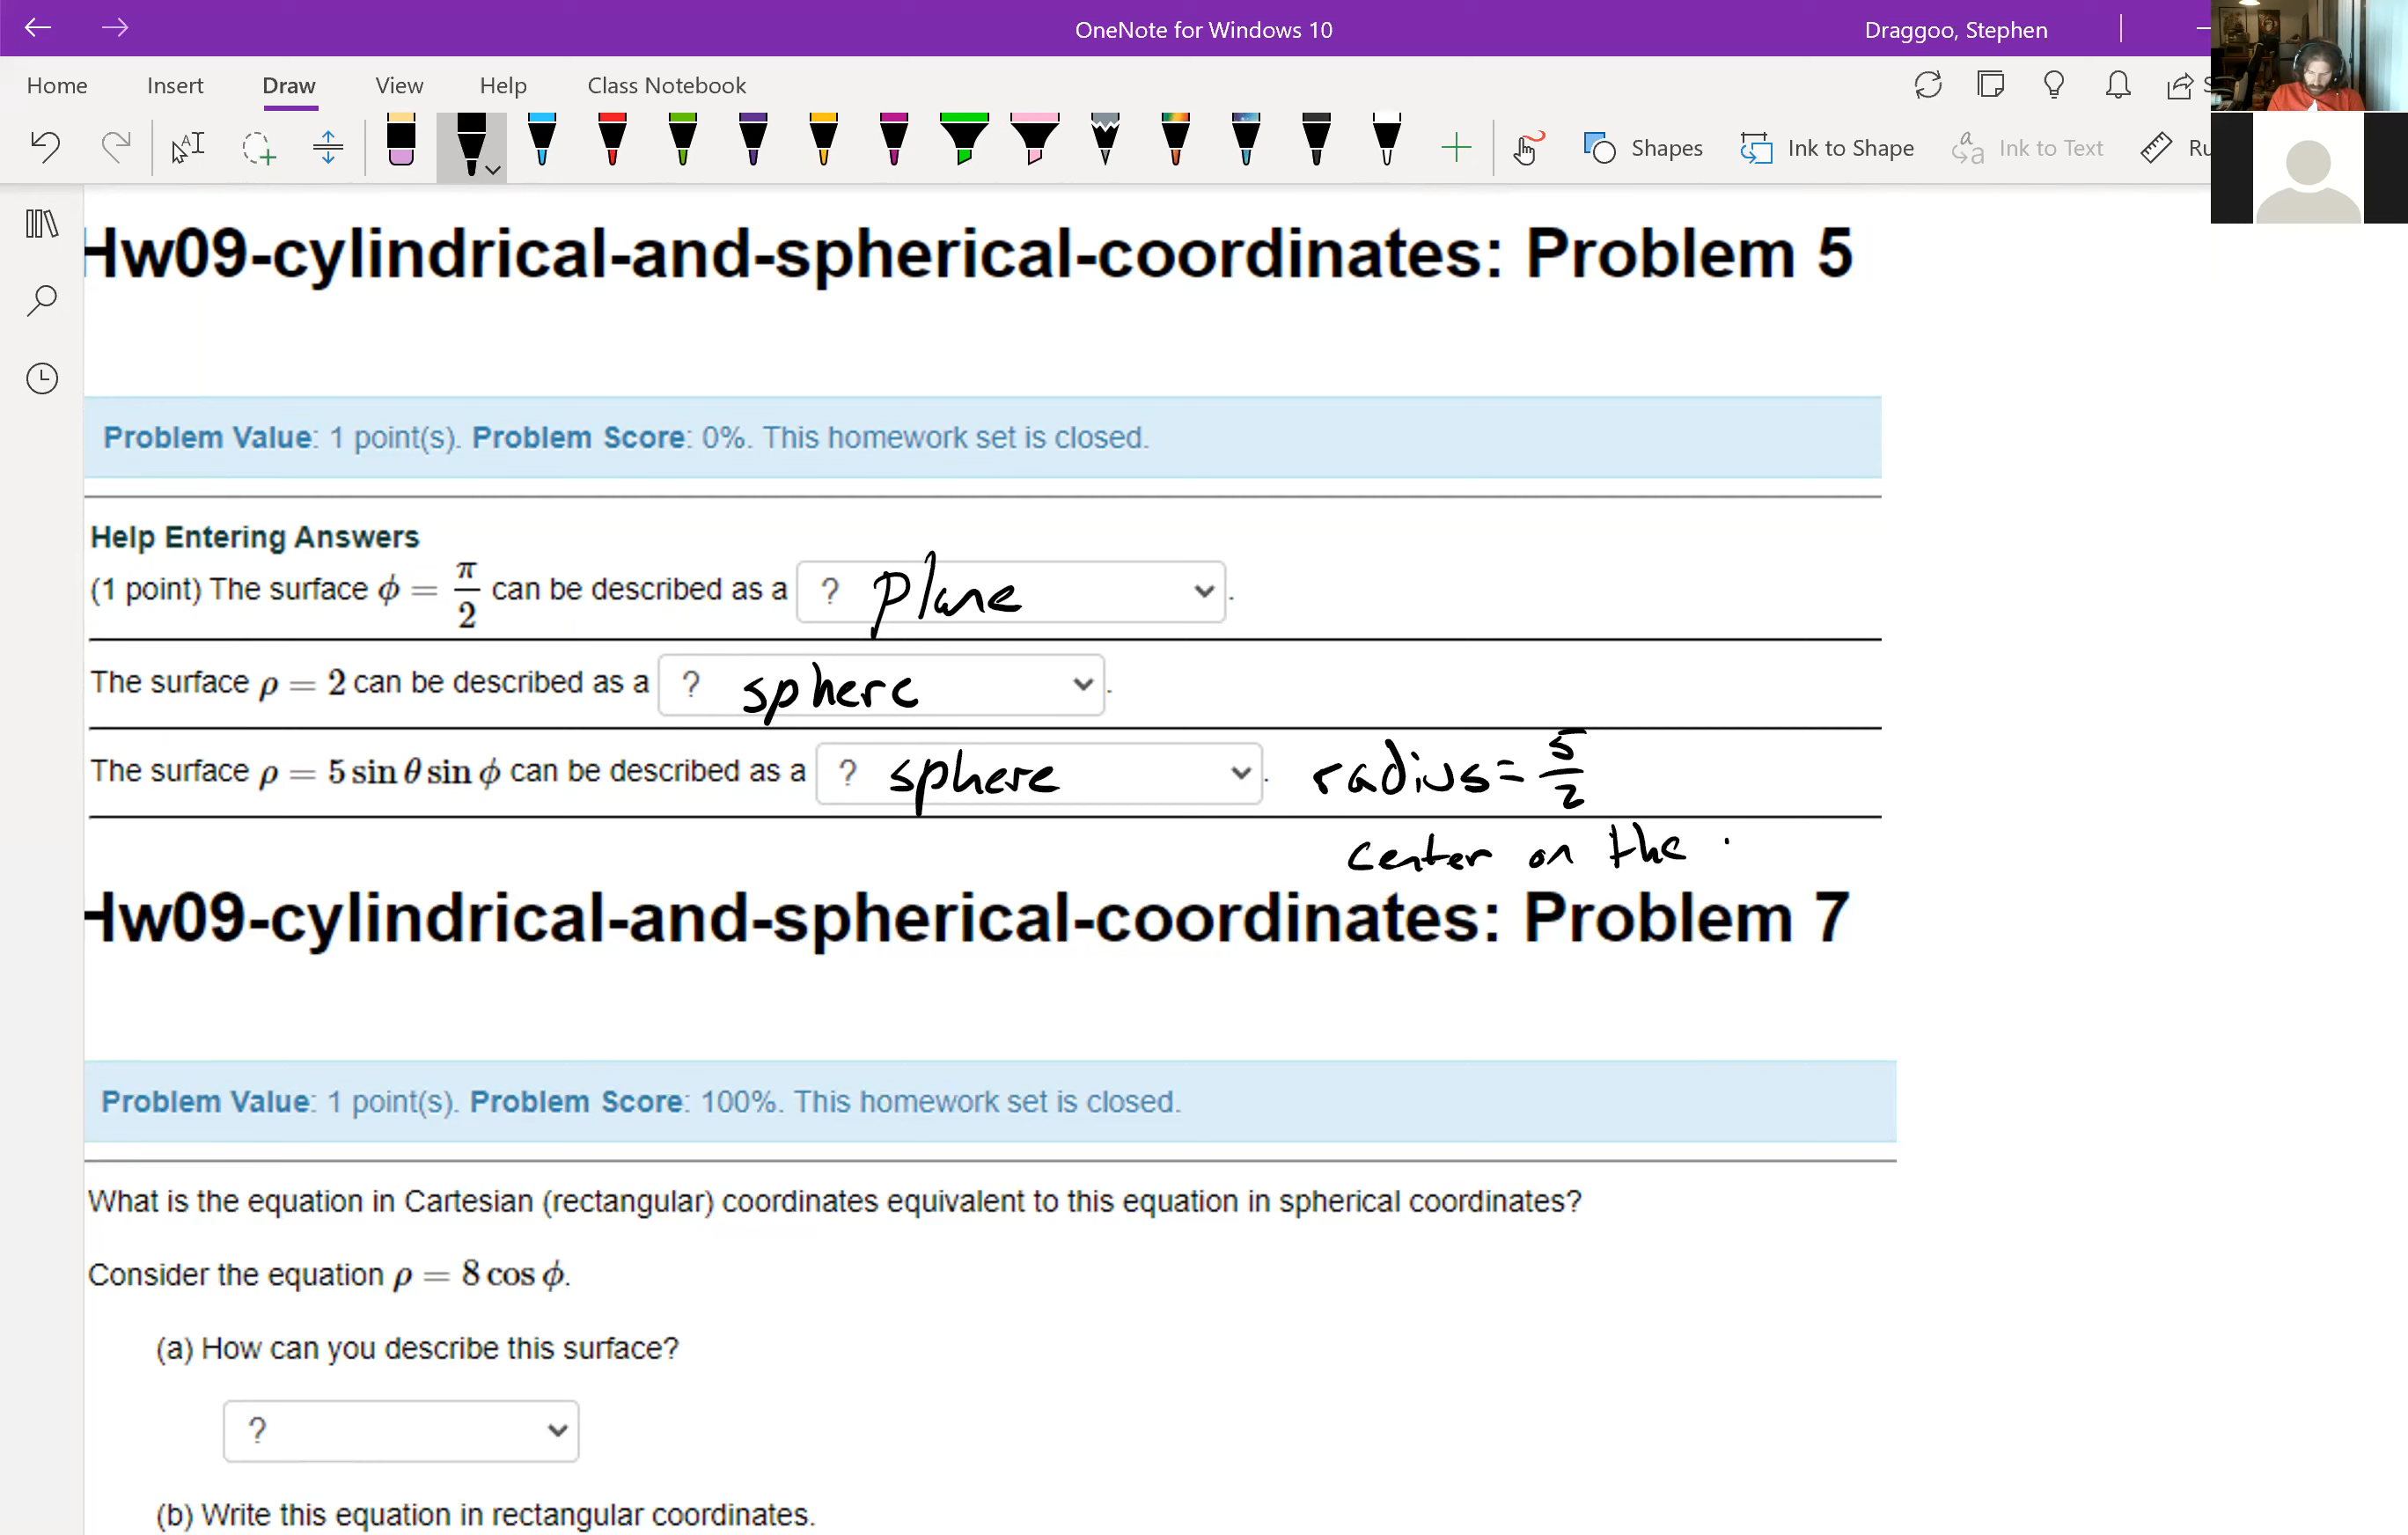 OneNote for Windows 10
Draggoo, Stephen
Home Insert Draw View Help Class Notebook
Shapes Ink to Shape Ink to Text
Hw09-cylindrical-and-spherical-coordinates: Problem 5
Problem Value: 1 point(s). Problem Score: 0%. This homework set is closed.
Help Entering Answers
(1 point) The surface ϕ = π/2 can be described as a ? plane .
The surface ρ = 2 can be described as a ? sphere .
The surface ρ = 5 sin θ sin ϕ can be described as a ? sphere . radius = 5/2
center on the
Hw09-cylindrical-and-spherical-coordinates: Problem 7
Problem Value: 1 point(s). Problem Score: 100%. This homework set is closed.
What is the equation in Cartesian (rectangular) coordinates equivalent to this equation in spherical coordinates?
Consider the equation ρ = 8 cos ϕ.
(a) How can you describe this surface?
?
(b) Write this equation in rectangular coordinates.